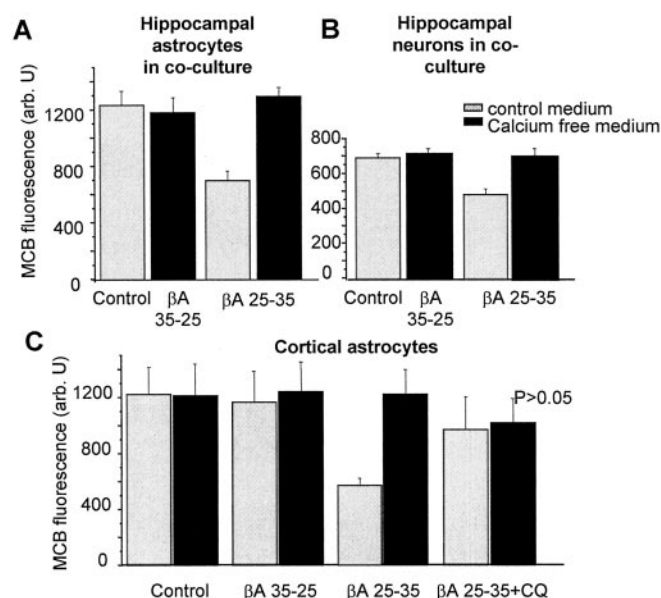 A
Hippocampal
astrocytes
in co-culture
MCB fluorescence (arb. U)
1200
800
400
0
Control
βA
35-25
βA 25-35
B
Hippocampal
neurons in co-
culture
control medium
Calcium free medium
800
600
400
200
0
Control
βA
35-25
βA 25-35
C
Cortical astrocytes
MCB fluorescence (arb. U)
1200
800
400
0
P>0.05
Control
βA 35-25
βA 25-35
βA 25-35+CQ